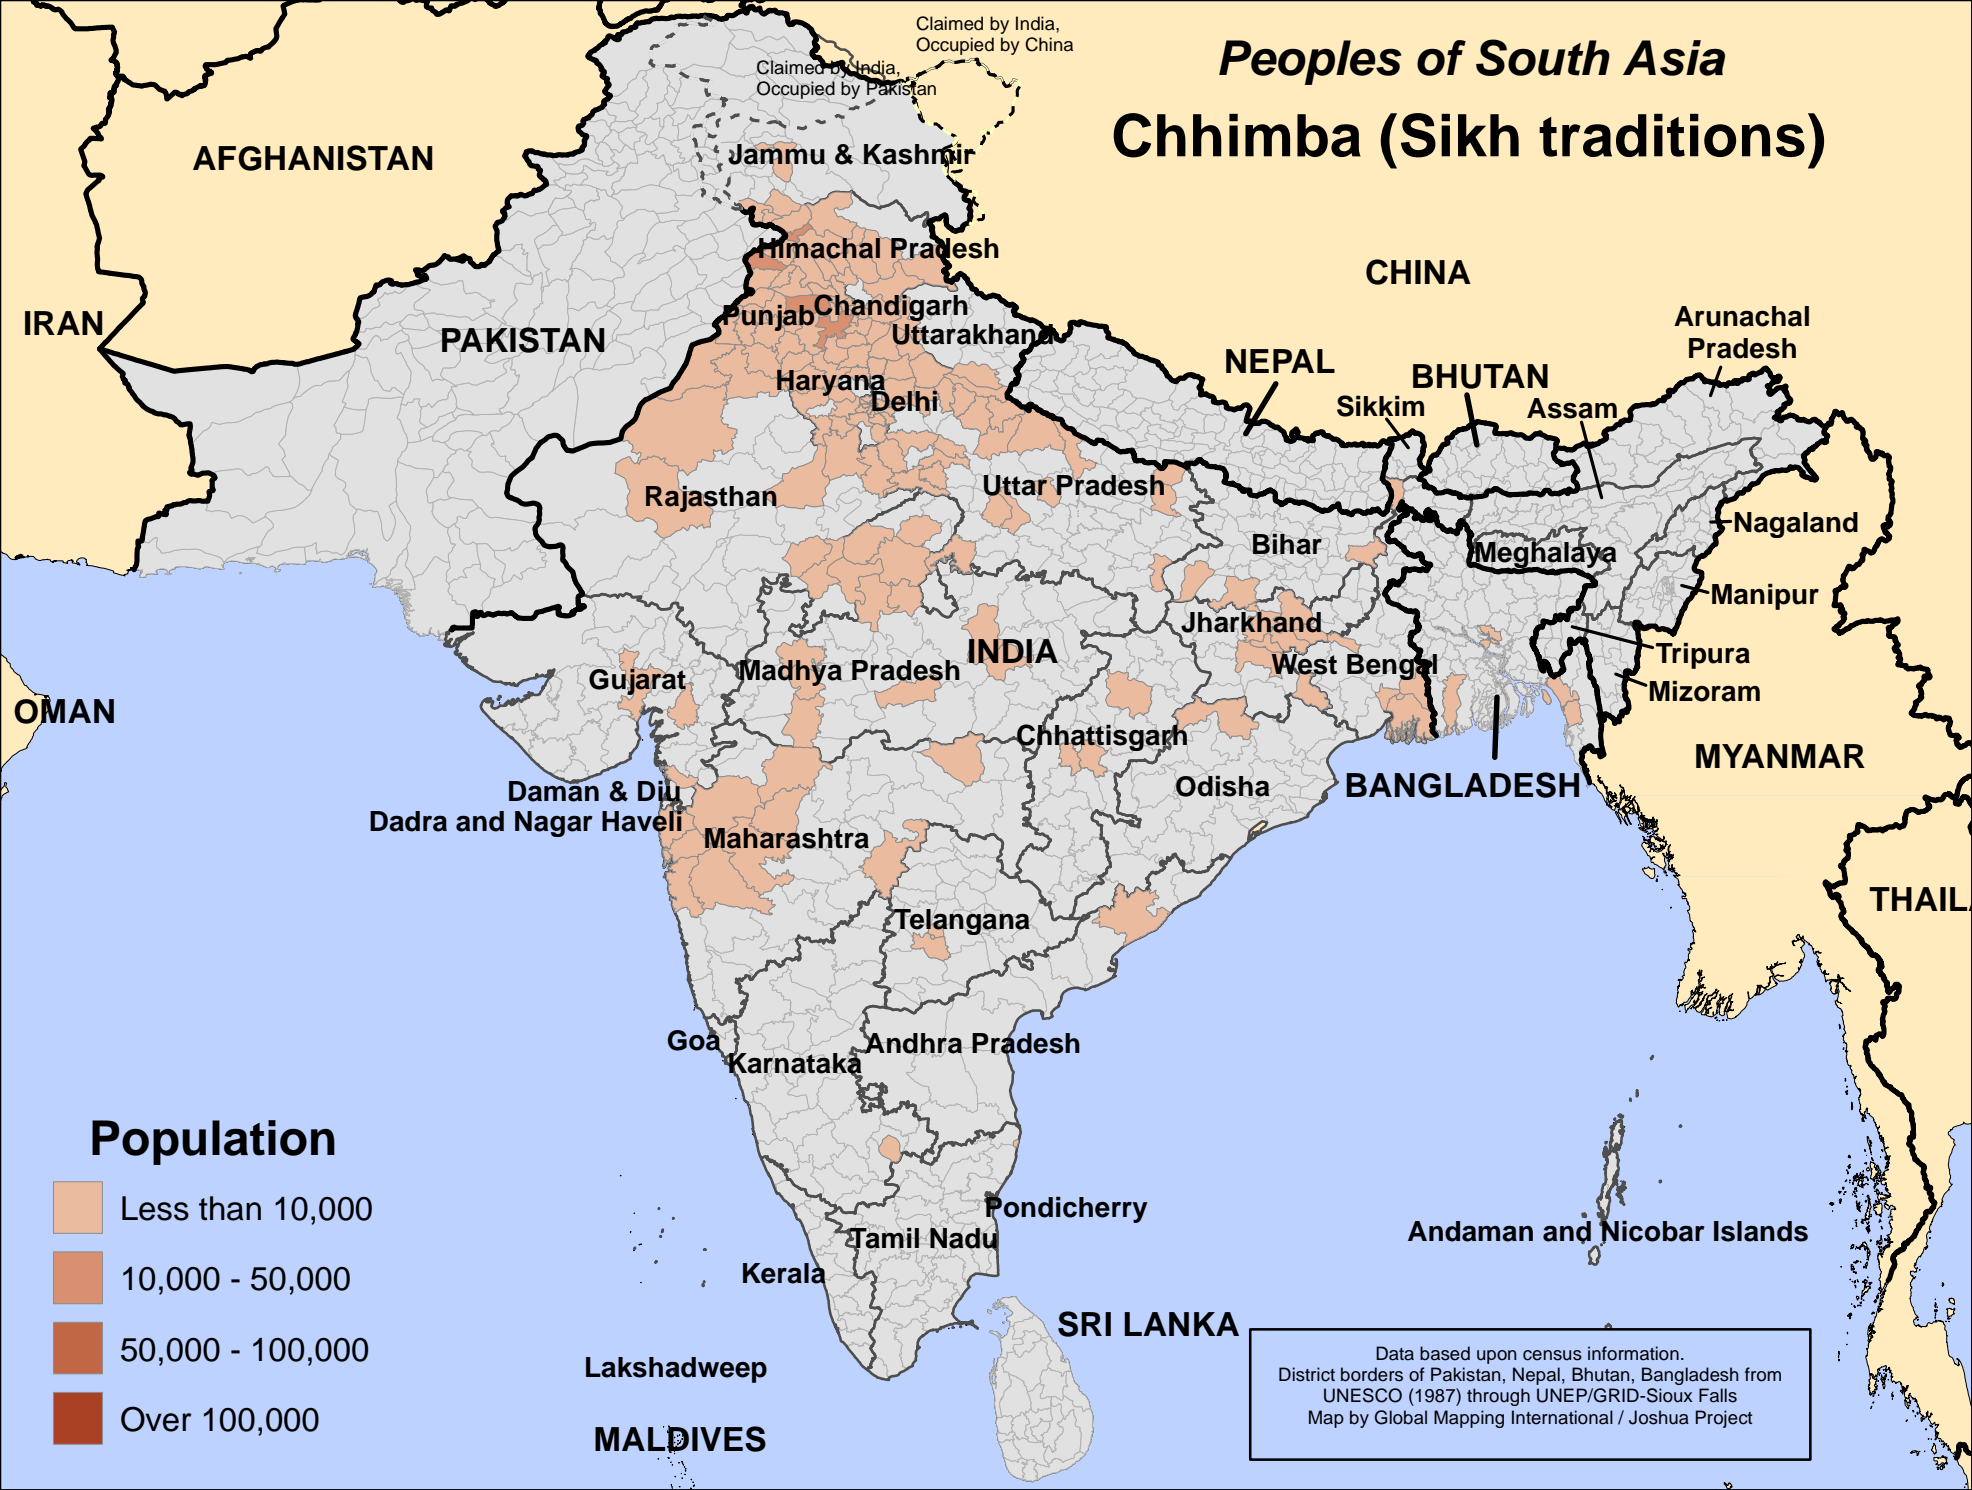 Claimed by India,
Occupied by China
Peoples of South Asia
Claimed by India,
Occupied by Pakistan
Chhimba (Sikh traditions)
AFGHANISTAN
Jammu & Kashmir
Himachal Pradesh
CHINA
IRAN
PAKISTAN
Punjab
Chandigarh
Uttarakhand
Arunachal
Pradesh
NEPAL
BHUTAN
Haryana
Delhi
Sikkim
Assam
Rajasthan
Uttar Pradesh
Nagaland
Bihar
Meghalaya
Manipur
Jharkhand
INDIA
Gujarat
Madhya Pradesh
West Bengal
Tripura
Mizoram
OMAN
Chhattisgarh
MYANMAR
Daman & Diu
Odisha
BANGLADESH
Dadra and Nagar Haveli
Maharashtra
THAIL
Telangana
Goa
Karnataka
Andhra Pradesh
Population
Less than 10,000
10,000 - 50,000
50,000 - 100,000
Over 100,000
Pondicherry
Tamil Nadu
Andaman and Nicobar Islands
Kerala
SRI LANKA
Lakshadweep
MALDIVES
Data based upon census information.
District borders of Pakistan, Nepal, Bhutan, Bangladesh from
UNESCO (1987) through UNEP/GRID-Sioux Falls
Map by Global Mapping International / Joshua Project